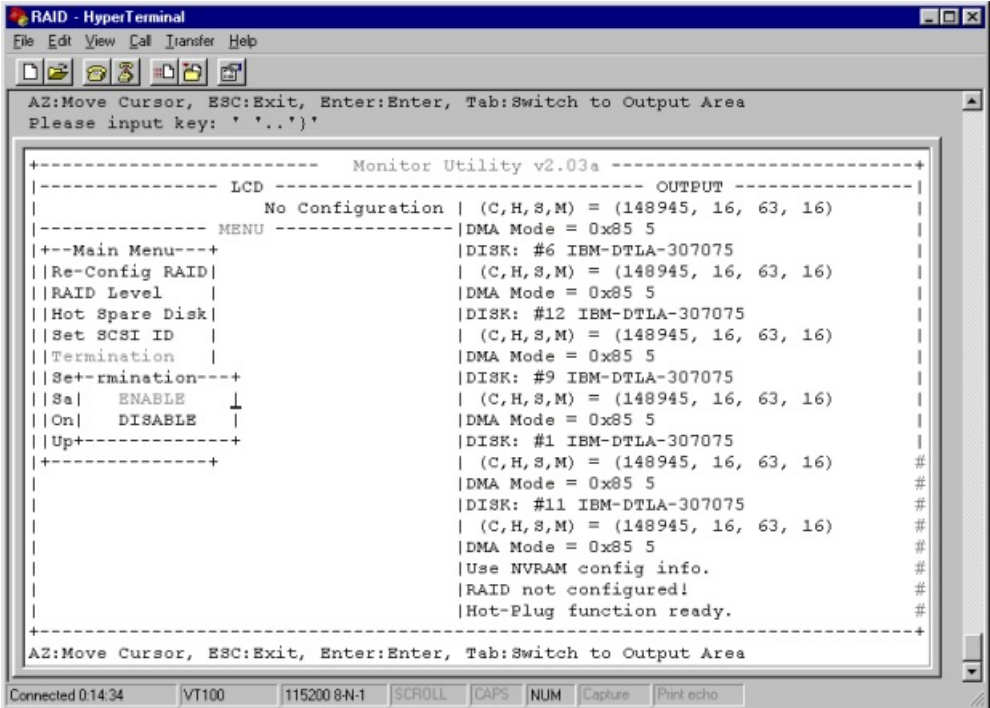 RAID - HyperTerminal
File Edit View Call Transfer Help
AZ:Move Cursor, ESC:Exit, Enter:Enter, Tab:Switch to Output Area
Please input key: ' '..'}'
+-------------------------- Monitor Utility v2.03a ----------------------------+
|----------------- LCD ----------------------------------- OUTPUT -----------------|
| No Configuration | (C,H,S,M) = (148945, 16, 63, 16) |
|---------------- MENU -----------------|DMA Mode = 0x85 5 |
|+--Main Menu---+ |DISK: #6 IBM-DTLA-307075 |
||Re-Config RAID| | (C,H,S,M) = (148945, 16, 63, 16) |
||RAID Level | |DMA Mode = 0x85 5 |
||Hot Spare Disk| |DISK: #12 IBM-DTLA-307075 |
||Set SCSI ID | | (C,H,S,M) = (148945, 16, 63, 16) |
||Termination | |DMA Mode = 0x85 5 |
||Se+-rmination---+ |DISK: #9 IBM-DTLA-307075 |
||Sa| ENABLE | | (C,H,S,M) = (148945, 16, 63, 16) |
||On| DISABLE | |DMA Mode = 0x85 5 |
||Up+-------------+ |DISK: #1 IBM-DTLA-307075 |
|+--------------+ | (C,H,S,M) = (148945, 16, 63, 16) #
| |DMA Mode = 0x85 5 #
| |DISK: #11 IBM-DTLA-307075 #
| | (C,H,S,M) = (148945, 16, 63, 16) #
| |DMA Mode = 0x85 5 #
| |Use NVRAM config info. #
| |RAID not configured! #
| |Hot-Plug function ready. #
+------------------------------------------------------------------------------+
AZ:Move Cursor, ESC:Exit, Enter:Enter, Tab:Switch to Output Area
Connected 0:14:34 VT100 115200 8-N-1 SCROLL CAPS NUM Capture Print echo